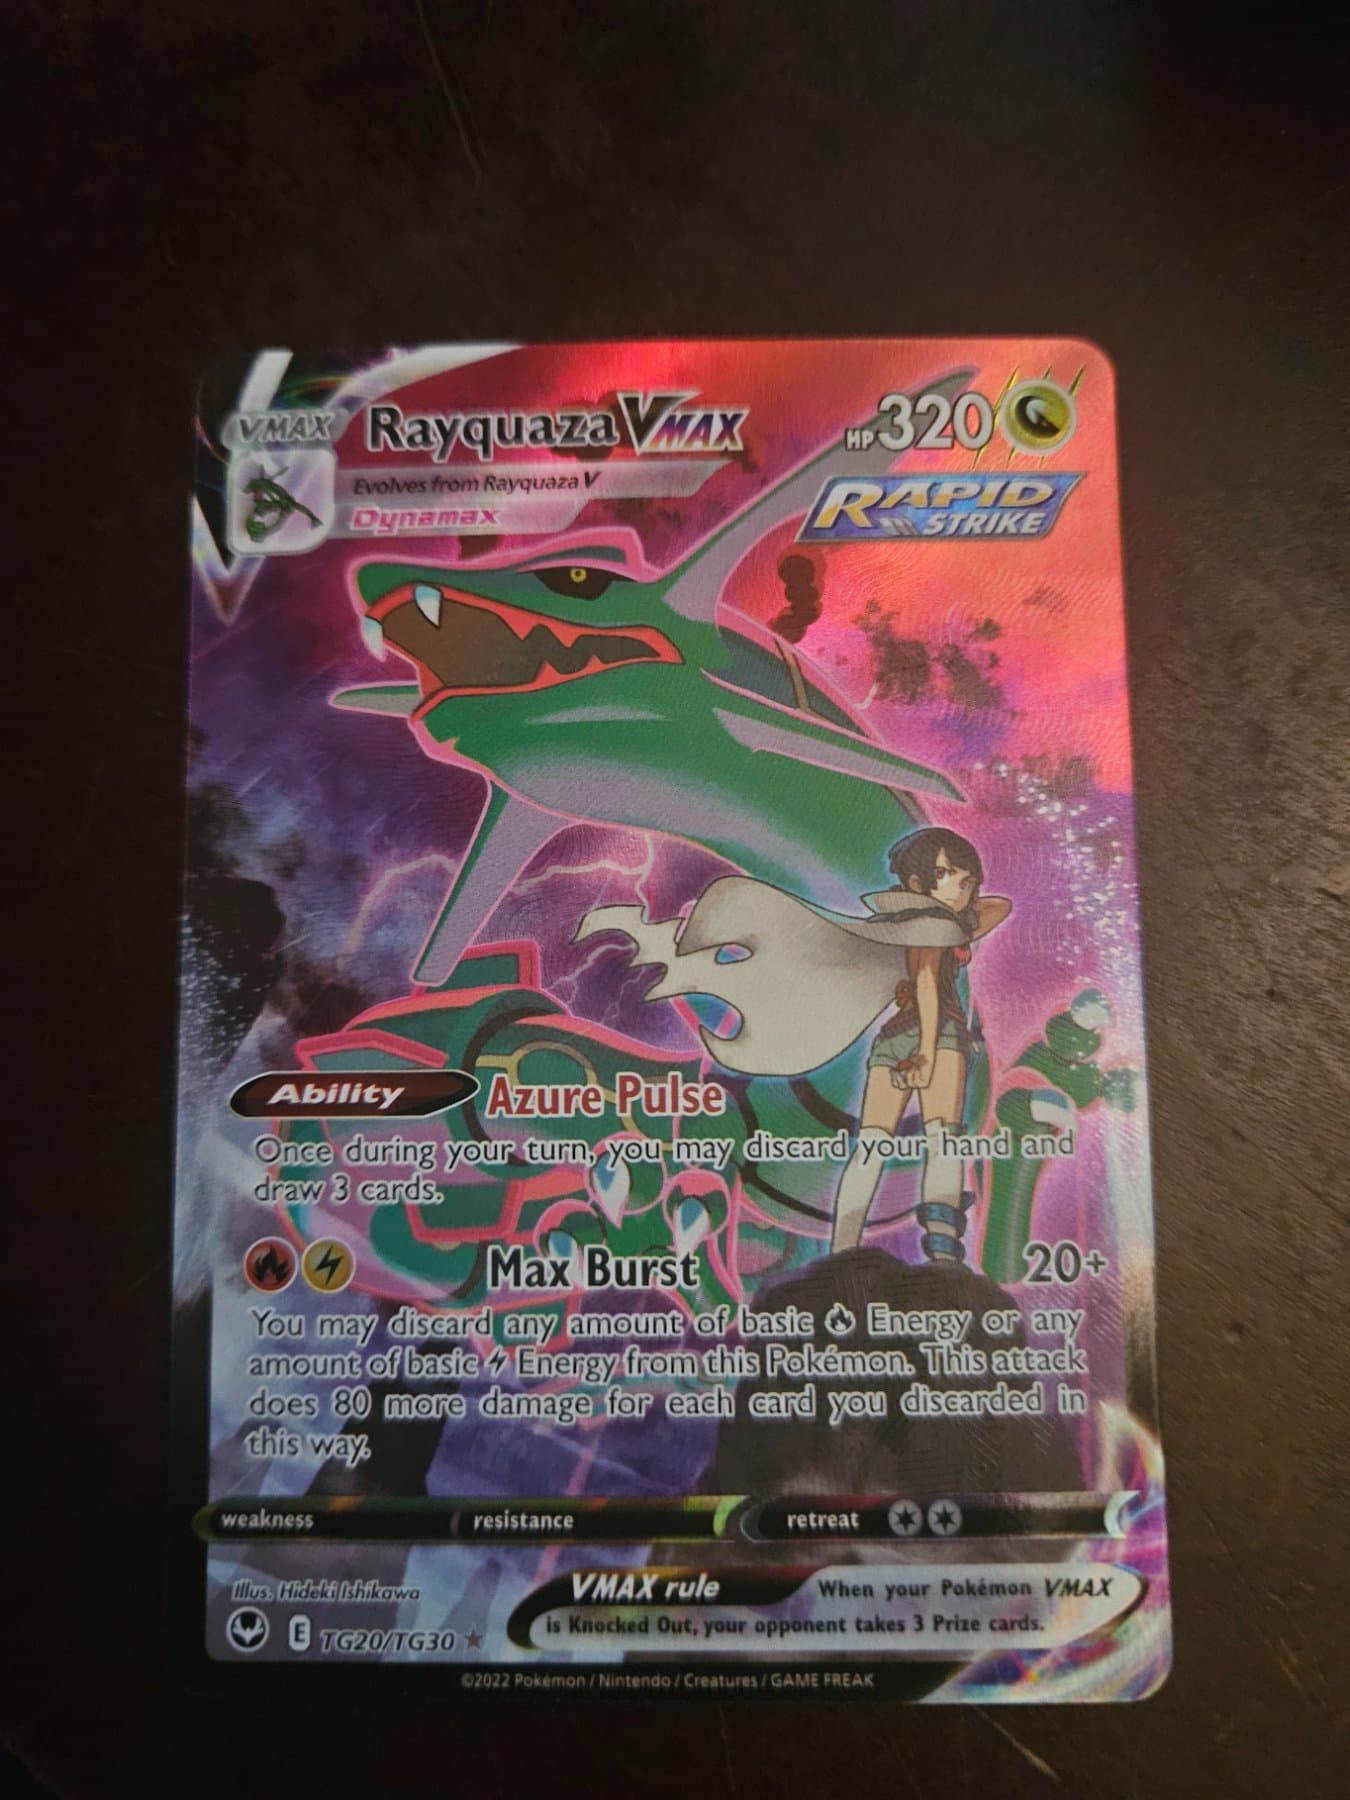 VMAX Rayquaza VMAX HP 320
Evolves from Rayquaza V
Dynamax
RAPID
STRIKE
Ability Azure Pulse
Once during your turn, you may discard your hand and
draw 3 cards.
Max Burst 20+
You may discard any amount of basic Energy or any
amount of basic Energy from this Pokémon. This attack
does 80 more damage for each card you discarded in
this way.
weakness resistance retreat
Illus. Hideki Ishikawa
VMAX rule When your Pokémon VMAX
is Knocked Out, your opponent takes 3 Prize cards.
E TG20/TG30 ★
©2022 Pokémon / Nintendo / Creatures / GAME FREAK